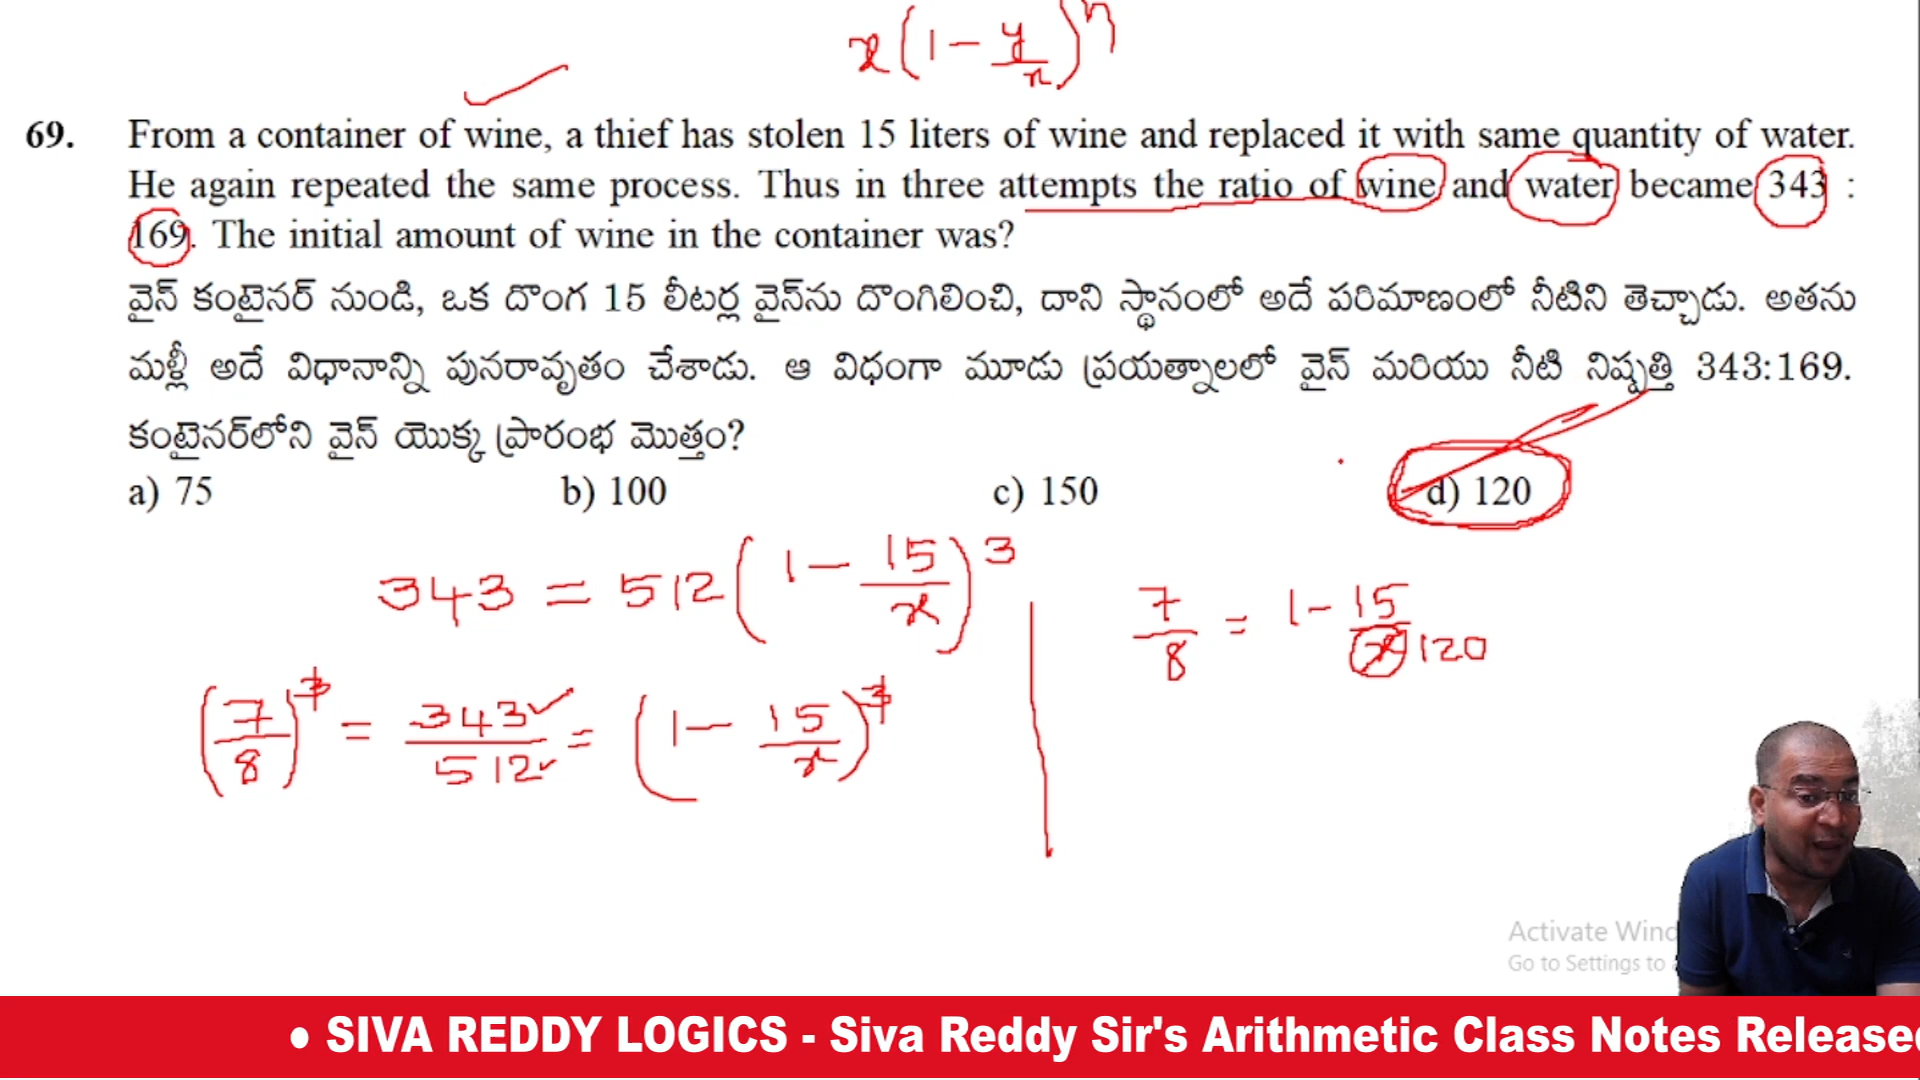 x(1 - y/x)^n
69. From a container of wine, a thief has stolen 15 liters of wine and replaced it with same quantity of water.
He again repeated the same process. Thus in three attempts the ratio of wine and water became 343 :
169. The initial amount of wine in the container was?
వైన్ కంటైనర్ నుండి, ఒక దొంగ 15 లీటర్ల వైన్‌ను దొంగిలించి, దాని స్థానంలో అదే పరిమాణంలో నీటిని తెచ్చాడు. అతను
మళ్లీ అదే విధానాన్ని పునరావృతం చేశాడు. ఆ విధంగా మూడు ప్రయత్నాలలో వైన్ మరియు నీటి నిష్పత్తి 343:169.
కంటైనర్‌లోని వైన్ యొక్క ప్రారంభ మొత్తం?
a) 75 b) 100 c) 150 d) 120
343 = 512(1 - 15/x)^3
7/8 = 1 - 15/x 120
(7/8)^3 = 343/512 = (1 - 15/x)^3
Activate Wind
Go to Settings to
• SIVA REDDY LOGICS - Siva Reddy Sir's Arithmetic Class Notes Release